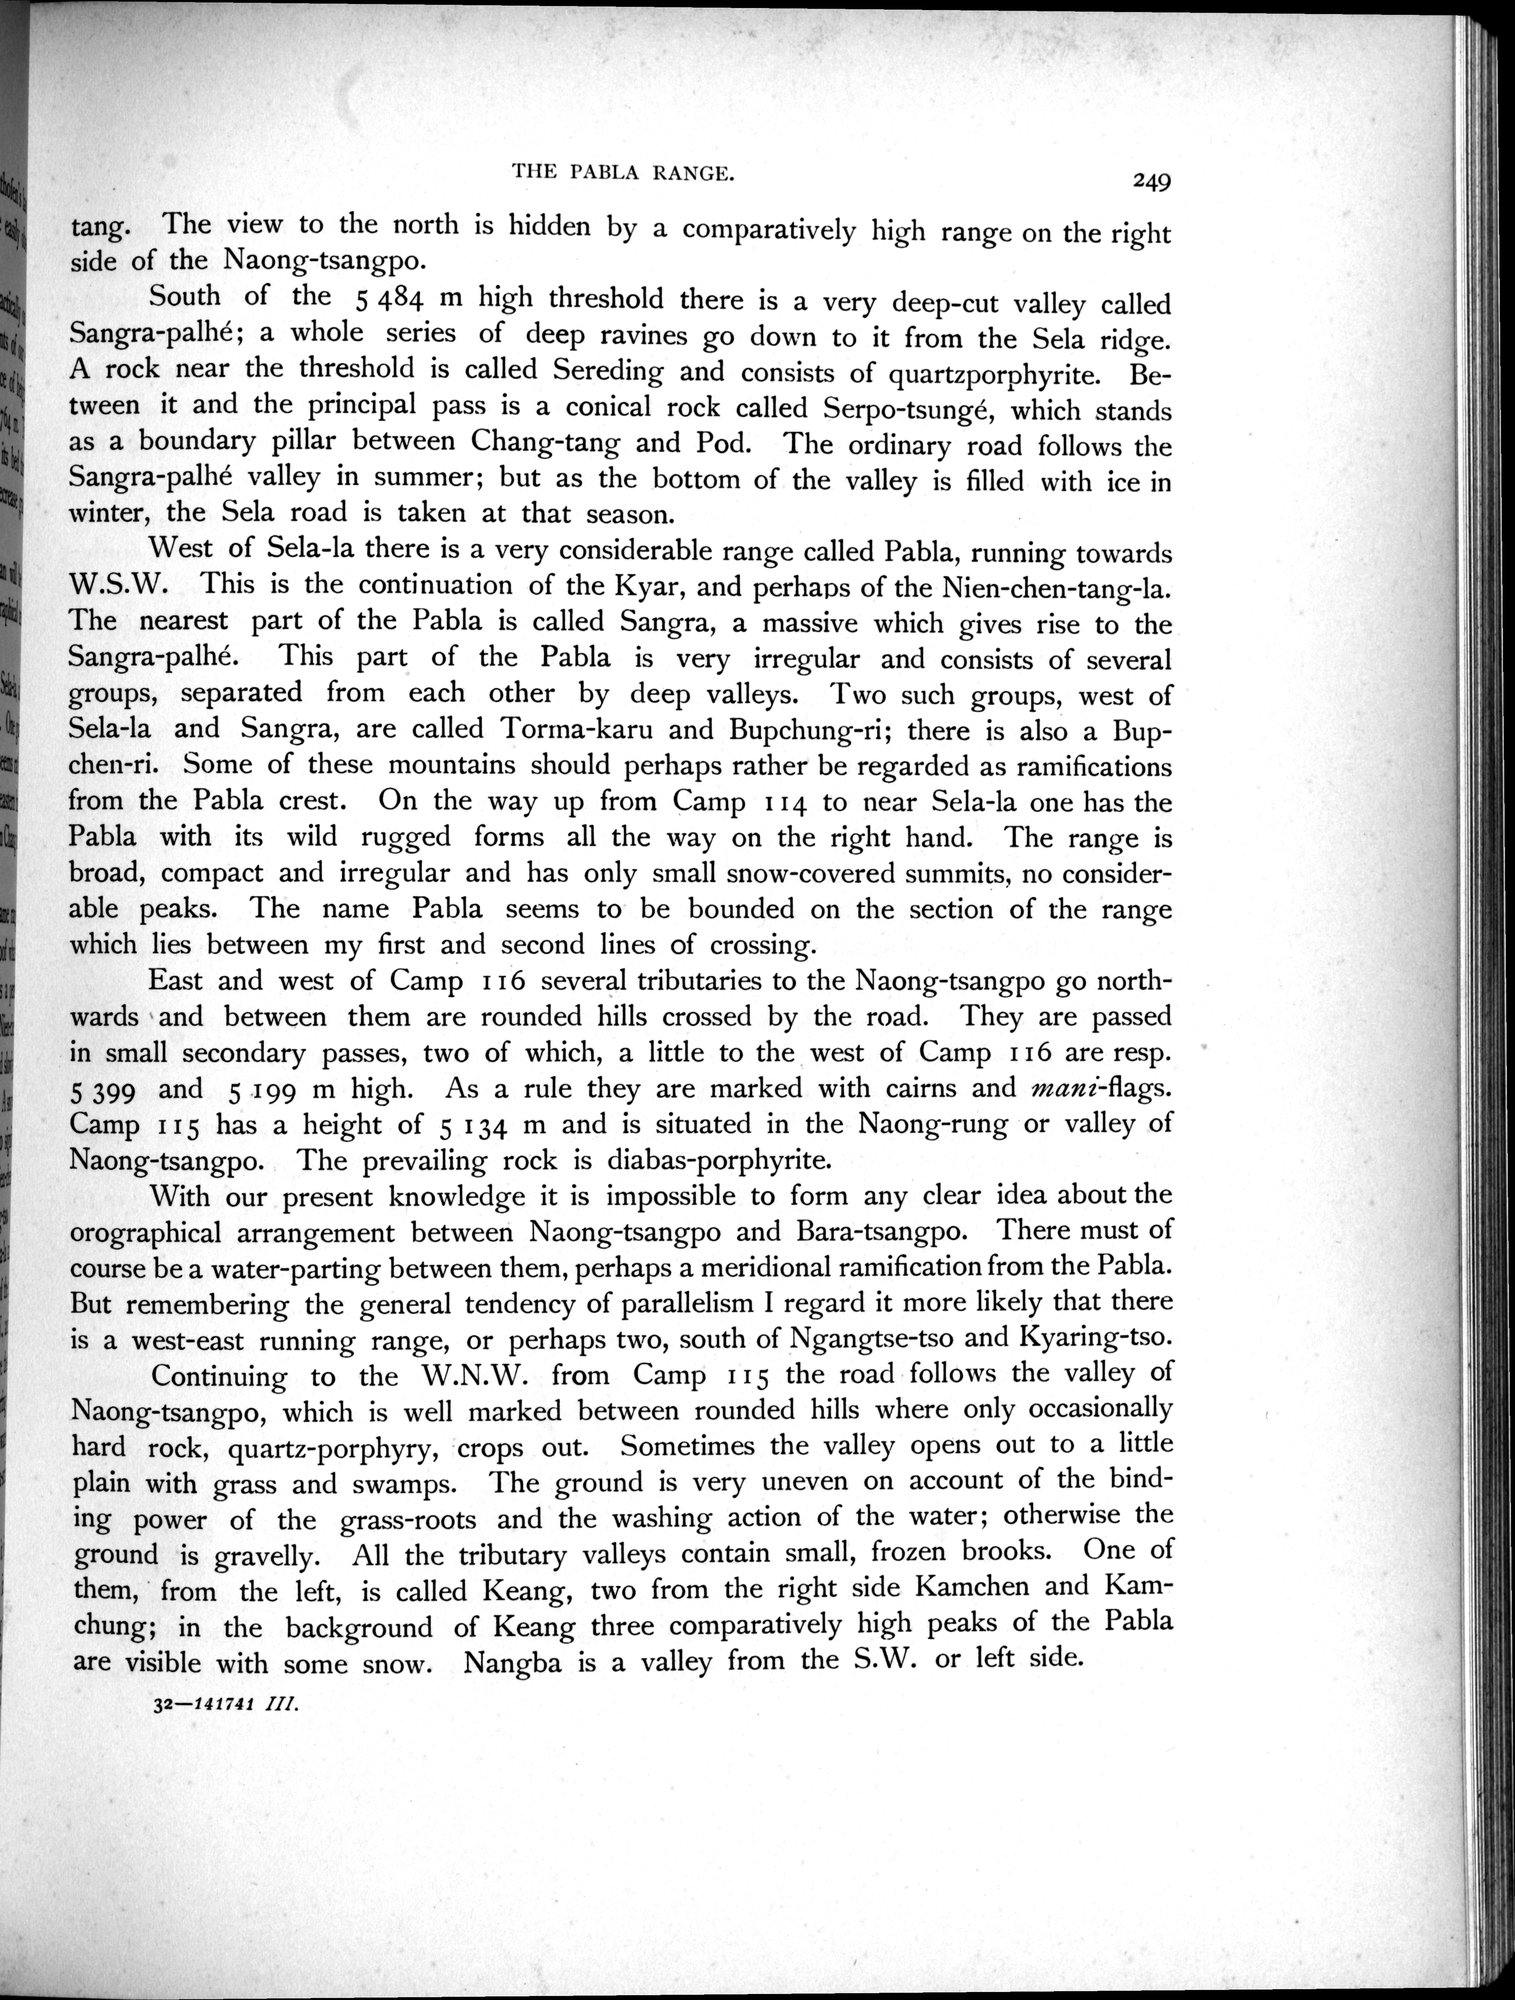 THE PABLA RANGE.
249
tang. The view to the north is hidden by a comparatively high range on the right
side of the Naong-tsangpo.
South of the 5 484 m high threshold there is a very deep-cut valley called
Sangra-palhé; a whole series of deep ravines go down to it from the Sela ridge.
A rock near the threshold is called Sereding and consists of quartzporphyrite. Be-
tween it and the principal pass is a conical rock called Serpo-tsungé, which stands
as a boundary pillar between Chang-tang and Pod. The ordinary road follows the
Sangra-palhé valley in summer; but as the bottom of the valley is filled with ice in
winter, the Sela road is taken at that season.
West of Sela-la there is a very considerable range called Pabla, running towards
W.S.W. This is the continuation of the Kyar, and perhaps of the Nien-chen-tang-la.
The nearest part of the Pabla is called Sangra, a massive which gives rise to the
Sangra-palhé. This part of the Pabla is very irregular and consists of several
groups, separated from each other by deep valleys. Two such groups, west of
Sela-la and Sangra, are called Torma-karu and Bupchung-ri; there is also a Bup-
chen-ri. Some of these mountains should perhaps rather be regarded as ramifications
from the Pabla crest. On the way up from Camp 114 to near Sela-la one has the
Pabla with its wild rugged forms all the way on the right hand. The range is
broad, compact and irregular and has only small snow-covered summits, no consider-
able peaks. The name Pabla seems to be bounded on the section of the range
which lies between my first and second lines of crossing.
East and west of Camp 116 several tributaries to the Naong-tsangpo go north-
wards and between them are rounded hills crossed by the road. They are passed
in small secondary passes, two of which, a little to the west of Camp 116 are resp.
5 399 and 5 199 m high. As a rule they are marked with cairns and mani-flags.
Camp 115 has a height of 5 134 m and is situated in the Naong-rung or valley of
Naong-tsangpo. The prevailing rock is diabas-porphyrite.
With our present knowledge it is impossible to form any clear idea about the
orographical arrangement between Naong-tsangpo and Bara-tsangpo. There must of
course be a water-parting between them, perhaps a meridional ramification from the Pabla.
But remembering the general tendency of parallelism I regard it more likely that there
is a west-east running range, or perhaps two, south of Ngangtse-tso and Kyaring-tso.
Continuing to the W.N.W. from Camp 115 the road follows the valley of
Naong-tsangpo, which is well marked between rounded hills where only occasionally
hard rock, quartz-porphyry, crops out. Sometimes the valley opens out to a little
plain with grass and swamps. The ground is very uneven on account of the bind-
ing power of the grass-roots and the washing action of the water; otherwise the
ground is gravelly. All the tributary valleys contain small, frozen brooks. One of
them, from the left, is called Keang, two from the right side Kamchen and Kam-
chung; in the background of Keang three comparatively high peaks of the Pabla
are visible with some snow. Nangba is a valley from the S.W. or left side.
32—141741 III.